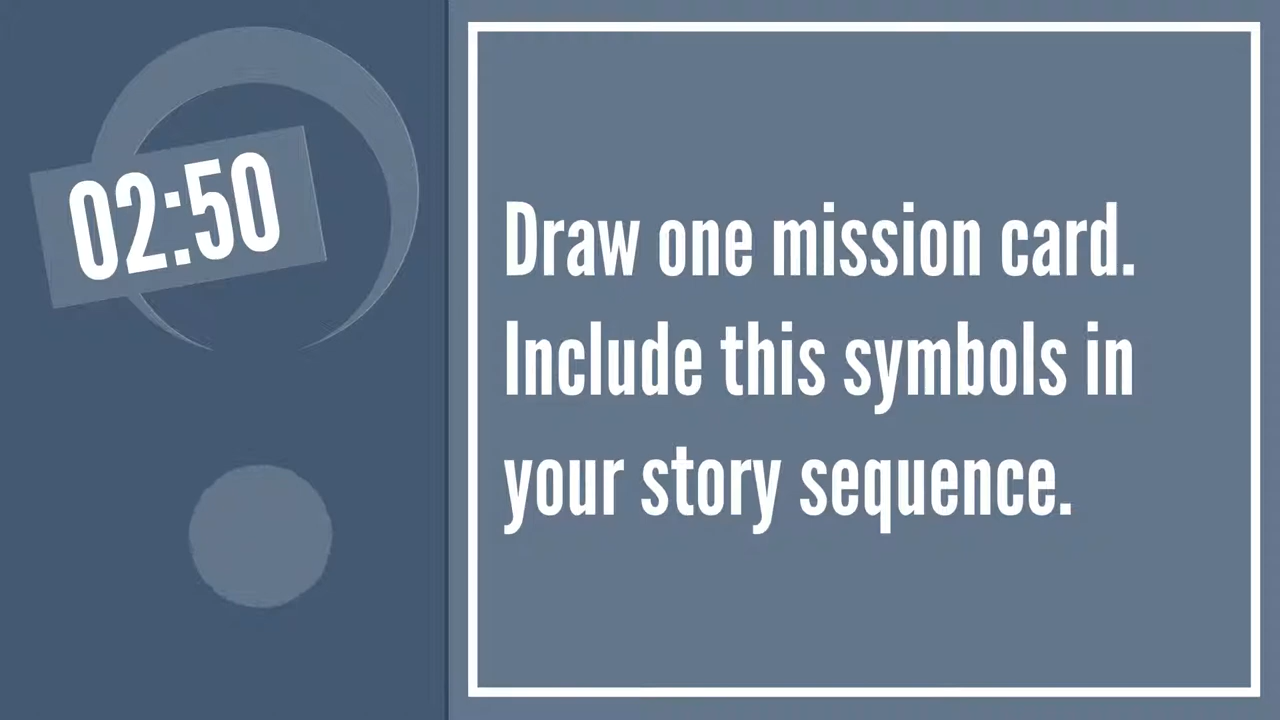 02:50
Draw one mission card.
Include this symbols in
your story sequence.